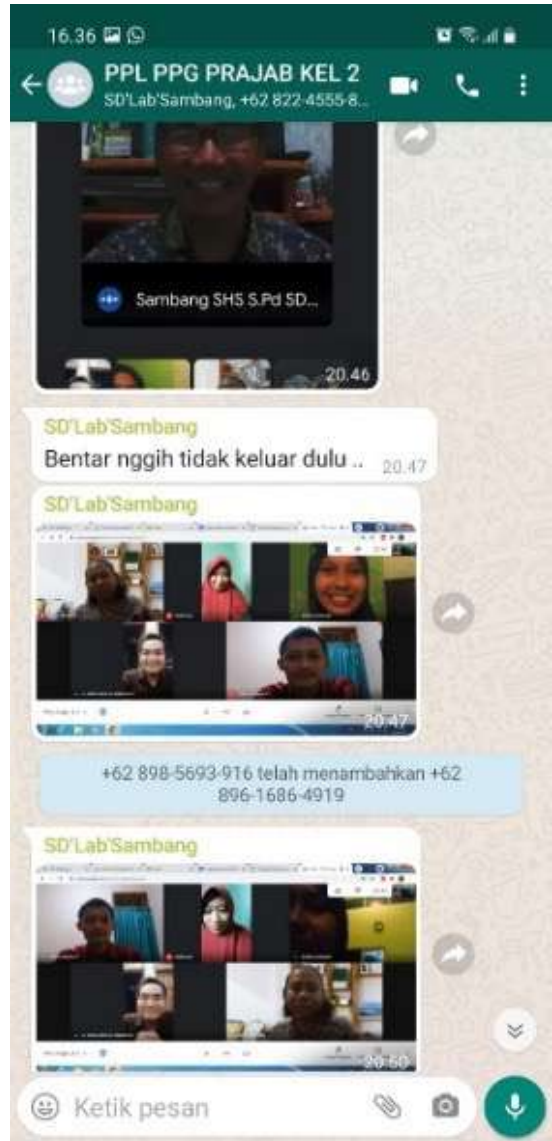 16.36
PPL PPG PRAJAB KEL 2
SD'Lab'Sambang, +62 822-4555-8...
Sambang SHS S.Pd SD...
20.46
SD'Lab'Sambang
Bentar nggih tidak keluar dulu ..
20.47
SD'Lab'Sambang
20.47
+62 898-5693-916 telah menambahkan +62
896-1686-4919
SD'Lab'Sambang
20.50
Ketik pesan